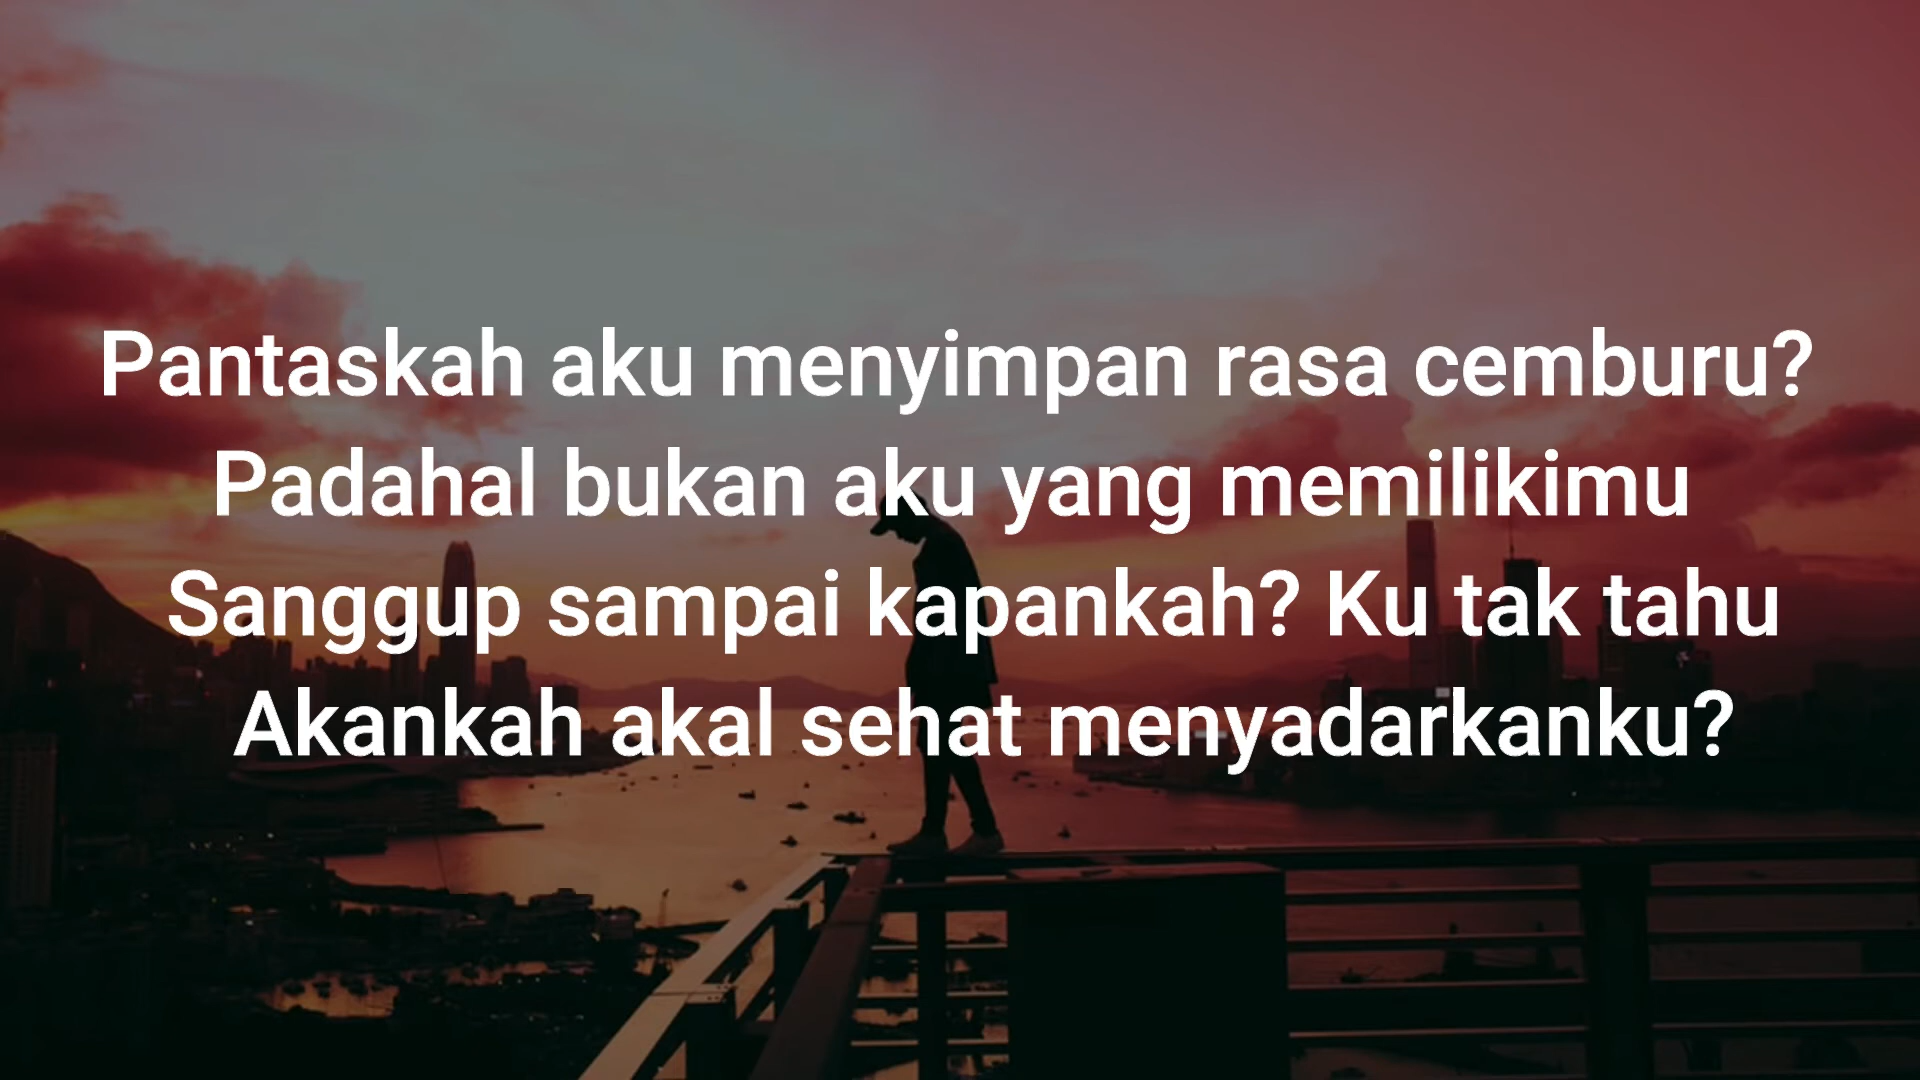 Pantaskah aku menyimpan rasa cemburu?
Padahal bukan aku yang memilikimu
Sanggup sampai kapankah? Ku tak tahu
Akankah akal sehat menyadarkanku?